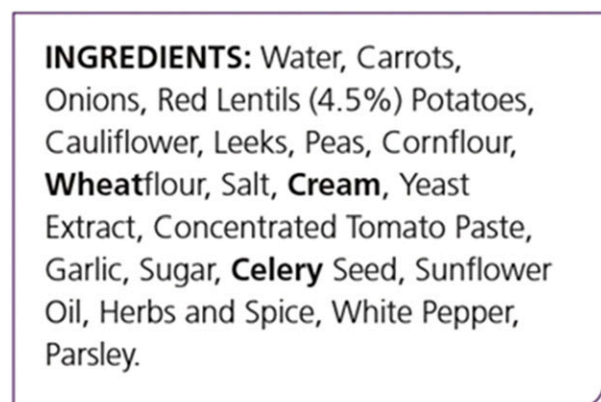 INGREDIENTS: Water, Carrots,
Onions, Red Lentils (4.5%) Potatoes,
Cauliflower, Leeks, Peas, Cornflour,
Wheatflour, Salt, Cream, Yeast
Extract, Concentrated Tomato Paste,
Garlic, Sugar, Celery Seed, Sunflower
Oil, Herbs and Spice, White Pepper,
Parsley.